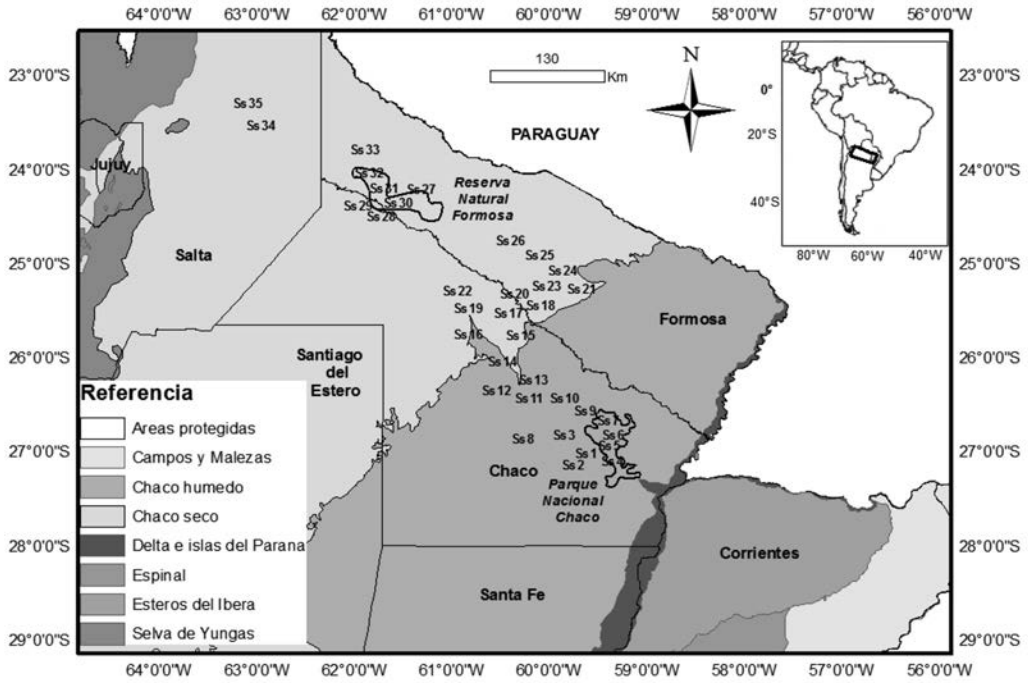 64°0'0"W 63°0'0"W 62°0'0"W 61°0'0"W 60°0'0"W 59°0'0"W 58°0'0"W 57°0'0"W 56°0'0"W
23°0'0"S
24°0'0"S
25°0'0"S
26°0'0"S
27°0'0"S
28°0'0"S
29°0'0"S
130
Km
N
PARAGUAY
0°
20°S
40°S
80°W 60°W 40°W
23°0'0"S
24°0'0"S
25°0'0"S
26°0'0"S
27°0'0"S
28°0'0"S
29°0'0"S
Ss 35
Ss 34
Jujuy
Salta
Ss 33
Ss 32
Ss 31
Ss 27
Ss 29
Ss 30
Ss 28
Reserva
Natural
Formosa
Ss 26
Ss 25
Ss 24
Ss 23
Ss 21
Ss 22
Ss 20
Ss 19
Ss 17
Ss 18
Ss 16
Ss 15
Formosa
Santiago
del
Estero
Ss 14
Ss 13
Ss 12
Ss 11
Ss 10
Ss 9
Ss 8
Ss 3
Ss 6
Ss 1
Ss 2
Chaco
Parque
Nacional
Chaco
Corrientes
Santa Fe
Referencia
Areas protegidas
Campos y Malezas
Chaco humedo
Chaco seco
Delta e islas del Parana
Espinal
Esteros del Ibera
Selva de Yungas
64°0'0"W 63°0'0"W 62°0'0"W 61°0'0"W 60°0'0"W 59°0'0"W 58°0'0"W 57°0'0"W 56°0'0"W